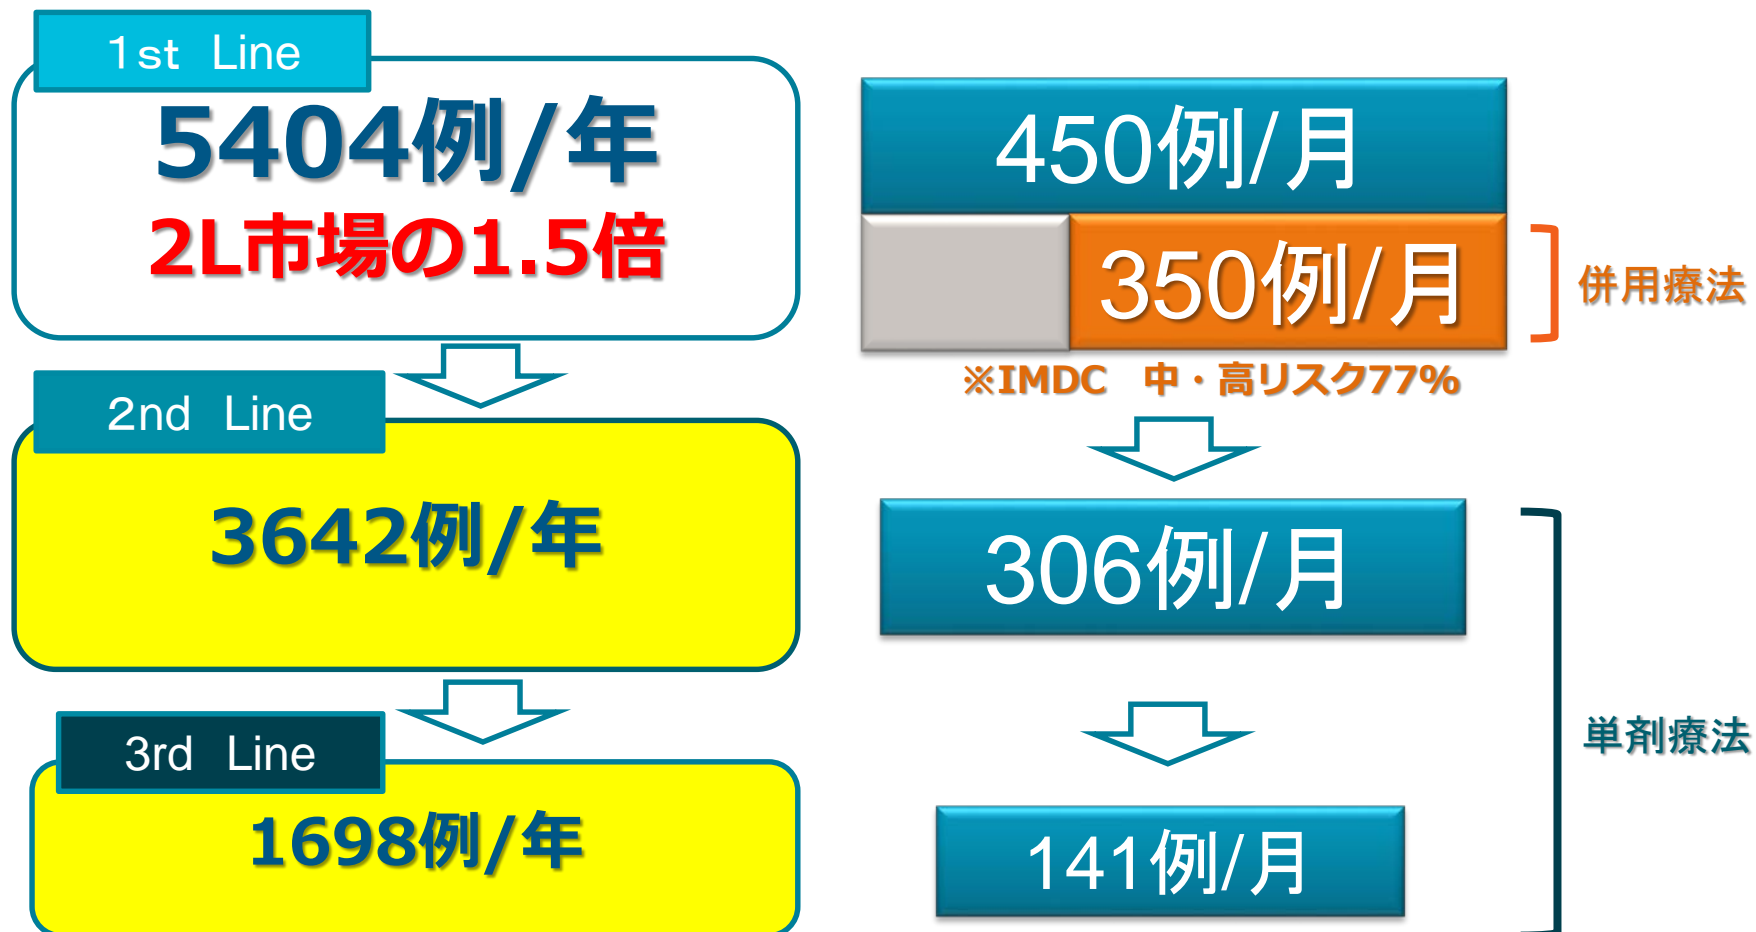 1st Line
5404例/年
2L市場の1.5倍
450例/月
350例/月
併用療法
※IMDC 中・高リスク77%
2nd Line
3642例/年
306例/月
単剤療法
3rd Line
1698例/年
141例/月